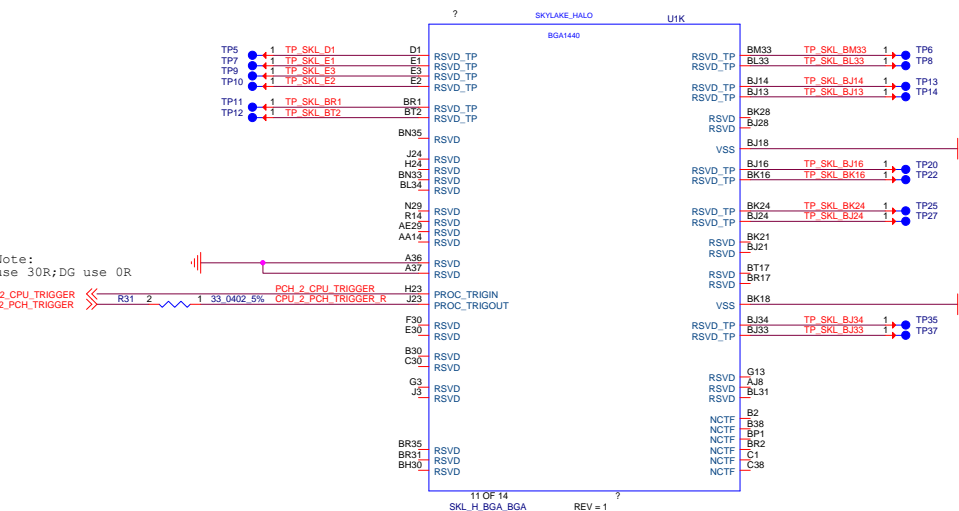 ?
SKYLAKE_HALO
U1K
BGA1440
TP5 1 TP_SKL_D1 D1 RSVD_TP
TP7 1 TP_SKL_E1 E1 RSVD_TP
TP9 1 TP_SKL_E3 E3 RSVD_TP
TP10 1 TP_SKL_E2 E2 RSVD_TP
TP11 1 TP_SKL_BR1 BR1 RSVD_TP
TP12 1 TP_SKL_BT2 BT2 RSVD_TP
BN35 RSVD
J24 RSVD
H24 RSVD
BN33 RSVD
BL34 RSVD
N29 RSVD
R14 RSVD
AE29 RSVD
AA14 RSVD
Note:
use 30R;DG use 0R
A36 RSVD
A37 RSVD
2_CPU_TRIGGER PCH_2_CPU_TRIGGER H23 PROC_TRIGIN
2_PCH_TRIGGER R31 2 1 33_0402_5% CPU_2_PCH_TRIGGER_R J23 PROC_TRIGOUT
F30 RSVD
E30 RSVD
B30 RSVD
C30 RSVD
G3 RSVD
J3 RSVD
BR35 RSVD
BR31 RSVD
BH30 RSVD
RSVD_TP BM33 TP_SKL_BM33 1 TP6
RSVD_TP BL33 TP_SKL_BL33 1 TP8
RSVD_TP BJ14 TP_SKL_BJ14 1 TP13
RSVD_TP BJ13 TP_SKL_BJ13 1 TP14
RSVD BK28
RSVD BJ28
VSS BJ18
RSVD_TP BJ16 TP_SKL_BJ16 1 TP20
RSVD_TP BK16 TP_SKL_BK16 1 TP22
RSVD_TP BK24 TP_SKL_BK24 1 TP25
RSVD_TP BJ24 TP_SKL_BJ24 1 TP27
RSVD BK21
RSVD BJ21
RSVD BT17
RSVD BR17
VSS BK18
RSVD_TP BJ34 TP_SKL_BJ34 1 TP35
RSVD_TP BJ33 TP_SKL_BJ33 1 TP37
RSVD G13
RSVD AJ8
RSVD BL31
NCTF B2
NCTF B38
NCTF BP1
NCTF BR2
NCTF C1
NCTF C38
11 OF 14
?
SKL_H_BGA_BGA
REV = 1